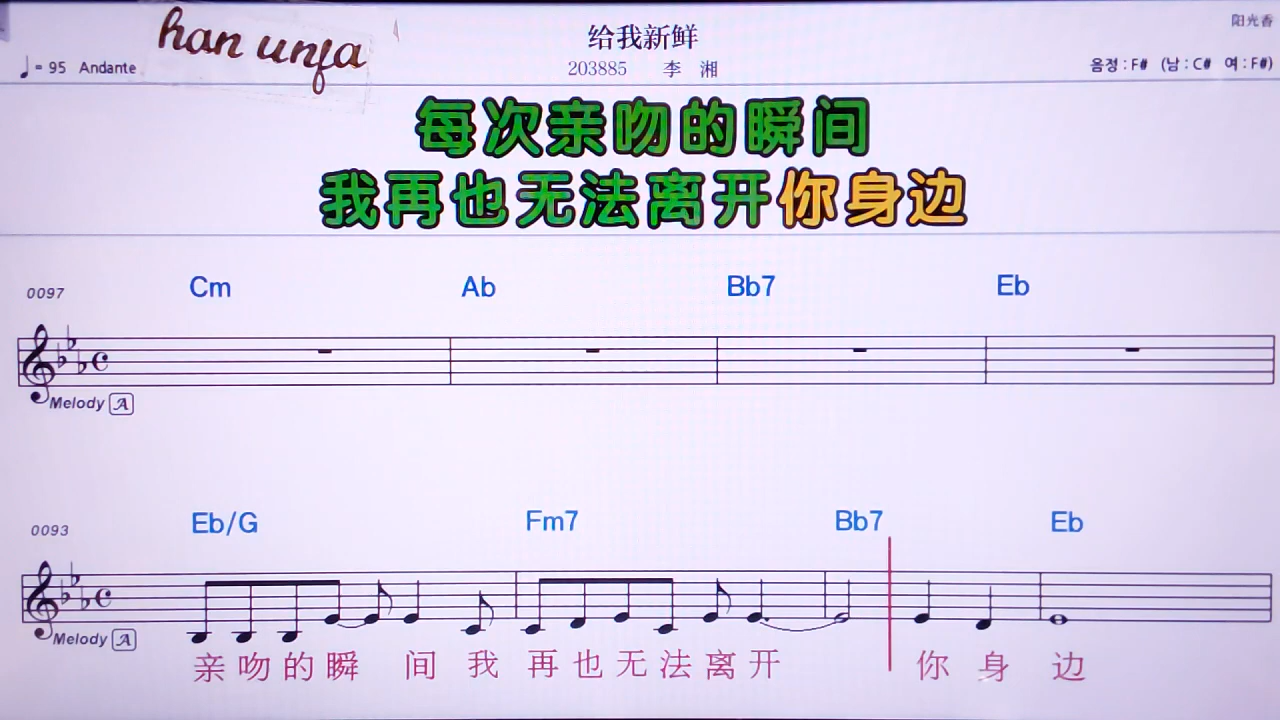 阳光香
han unfa
给我新鲜
♩= 95 Andante
203885 李 湘
음정 : F# (남 : C# 여 : F#)
每次亲吻的瞬间
我再也无法离开你身边
Cm Ab Bb7 Eb
0097
Melody A
Eb/G Fm7 Bb7 Eb
0093
Melody A
亲 吻 的 瞬 间 我 再 也 无 法 离 开 你 身 边